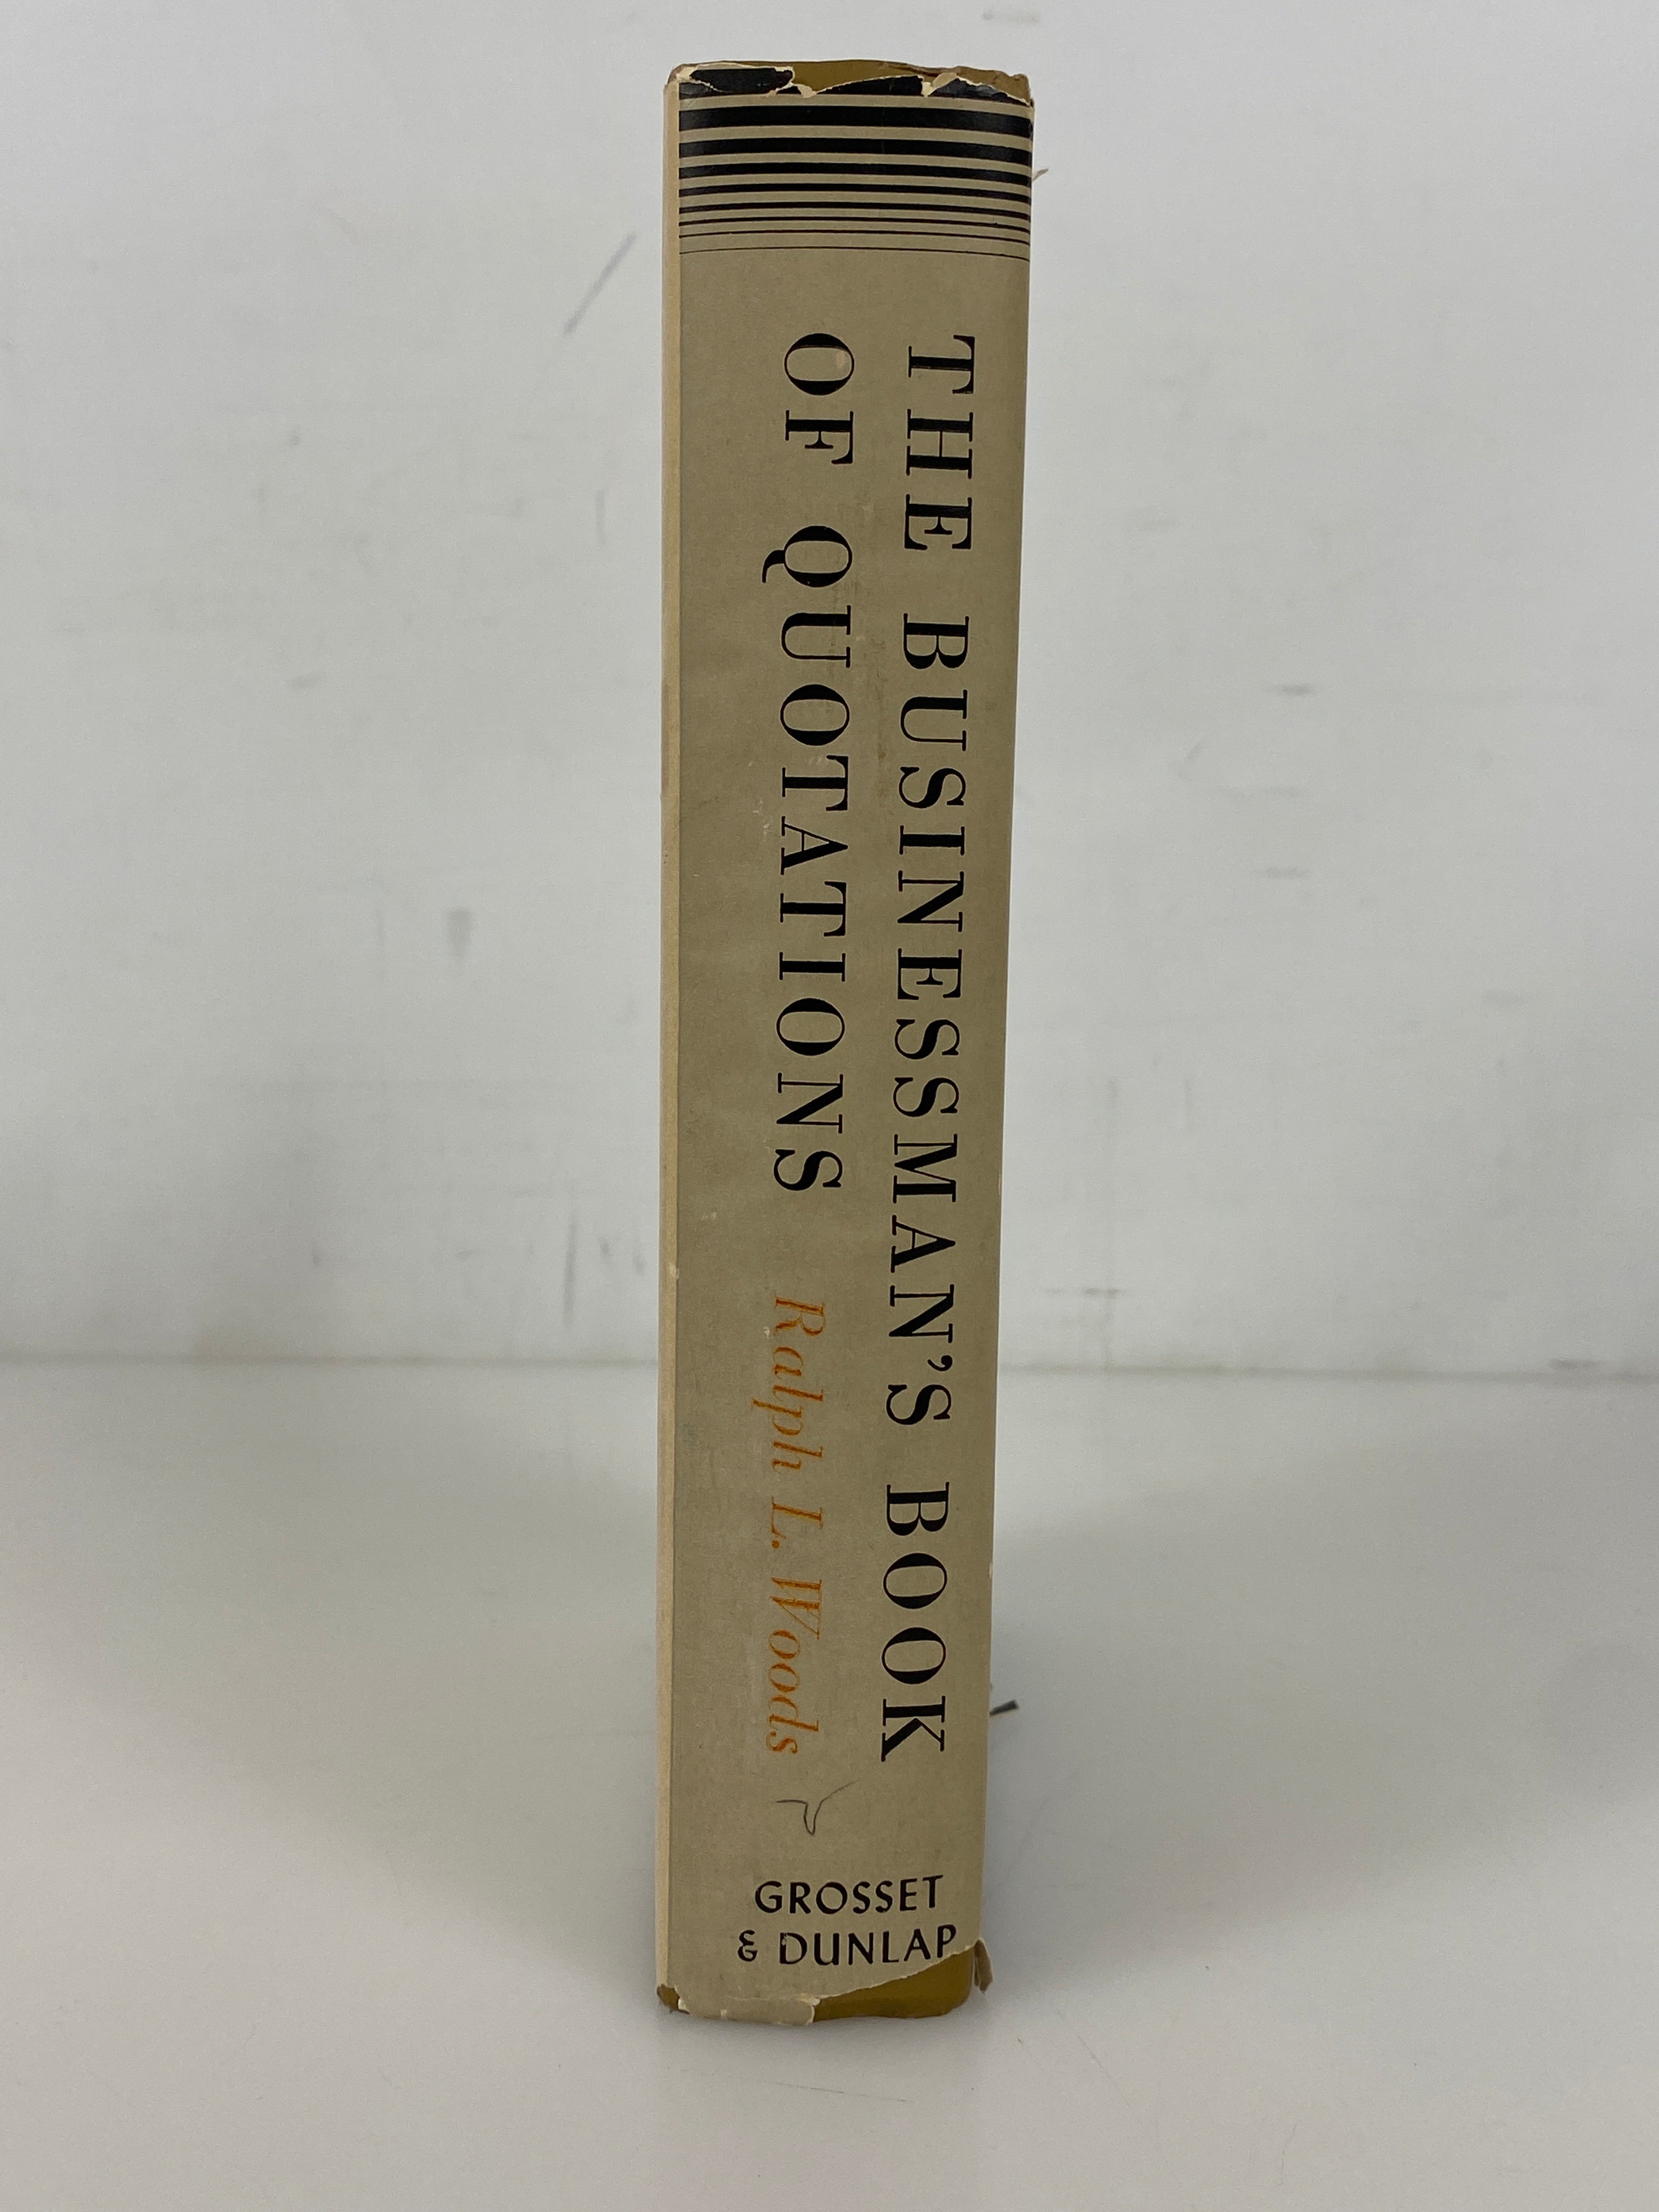 THE BUSINESSMAN'S BOOK
OF QUOTATIONS Ralph L. Woods
GROSSET
& DUNLAP